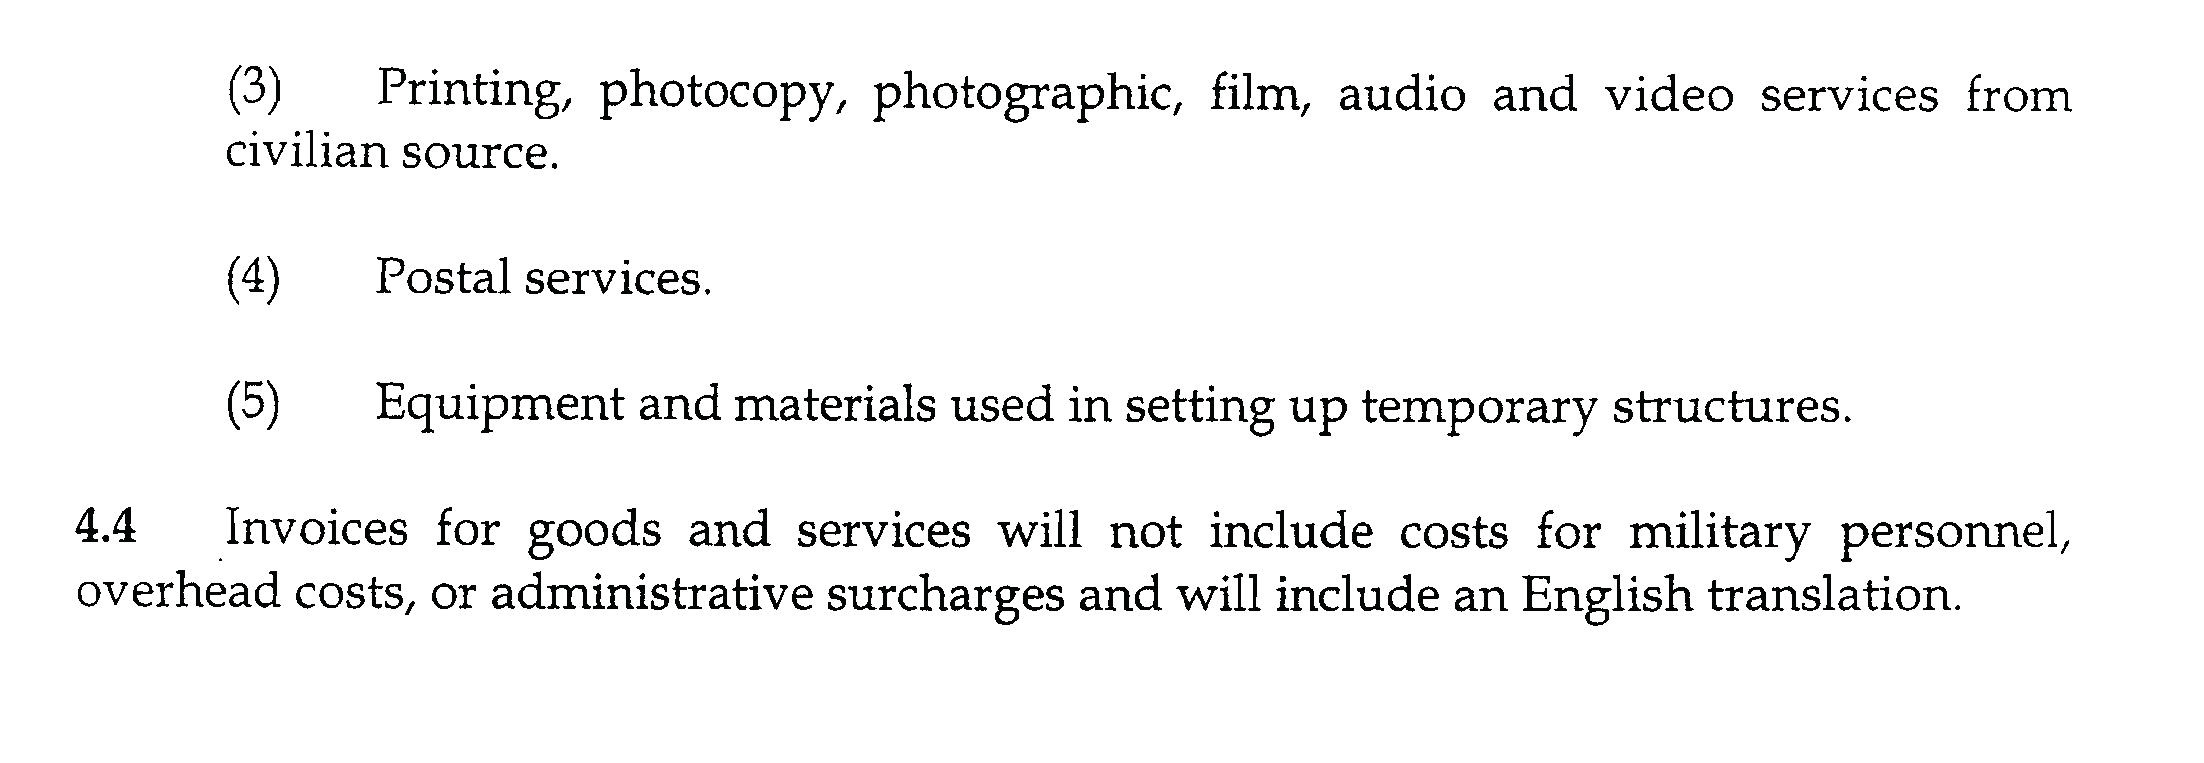 (3) Printing, photocopy, photographic, film, audio and video services from
civilian source.
(4) Postal services.
(5) Equipment and materials used in setting up temporary structures.
4.4 Invoices for goods and services will not include costs for military personnel,
overhead costs, or administrative surcharges and will include an English translation.